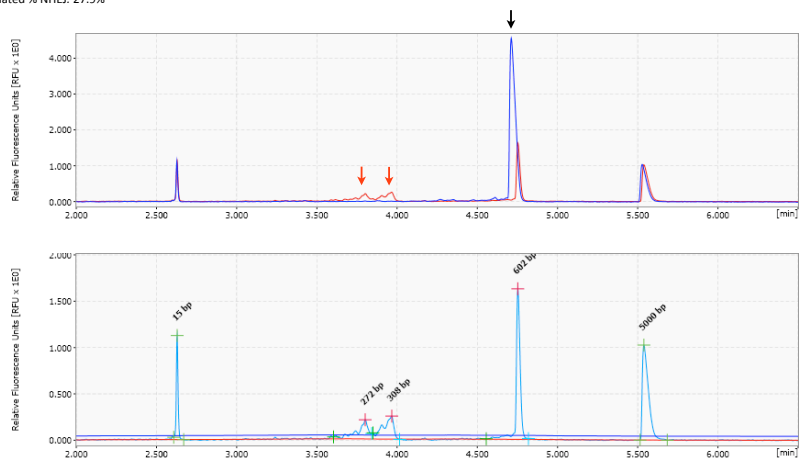 Relative Fluorescence Units [RFU x 1E0]
4.000
3.000
2.000
1.000
0.000
2.000 2.500 3.000 3.500 4.000 4.500 5.000 5.500 6.000 [min]
Relative Fluorescence Units [RFU x 1E0]
2.000
1.500
1.000
0.500
0.000
15 bp
272 bp
308 bp
602 bp
5000 bp
2.000 2.500 3.000 3.500 4.000 4.500 5.000 5.500 6.000 [min]